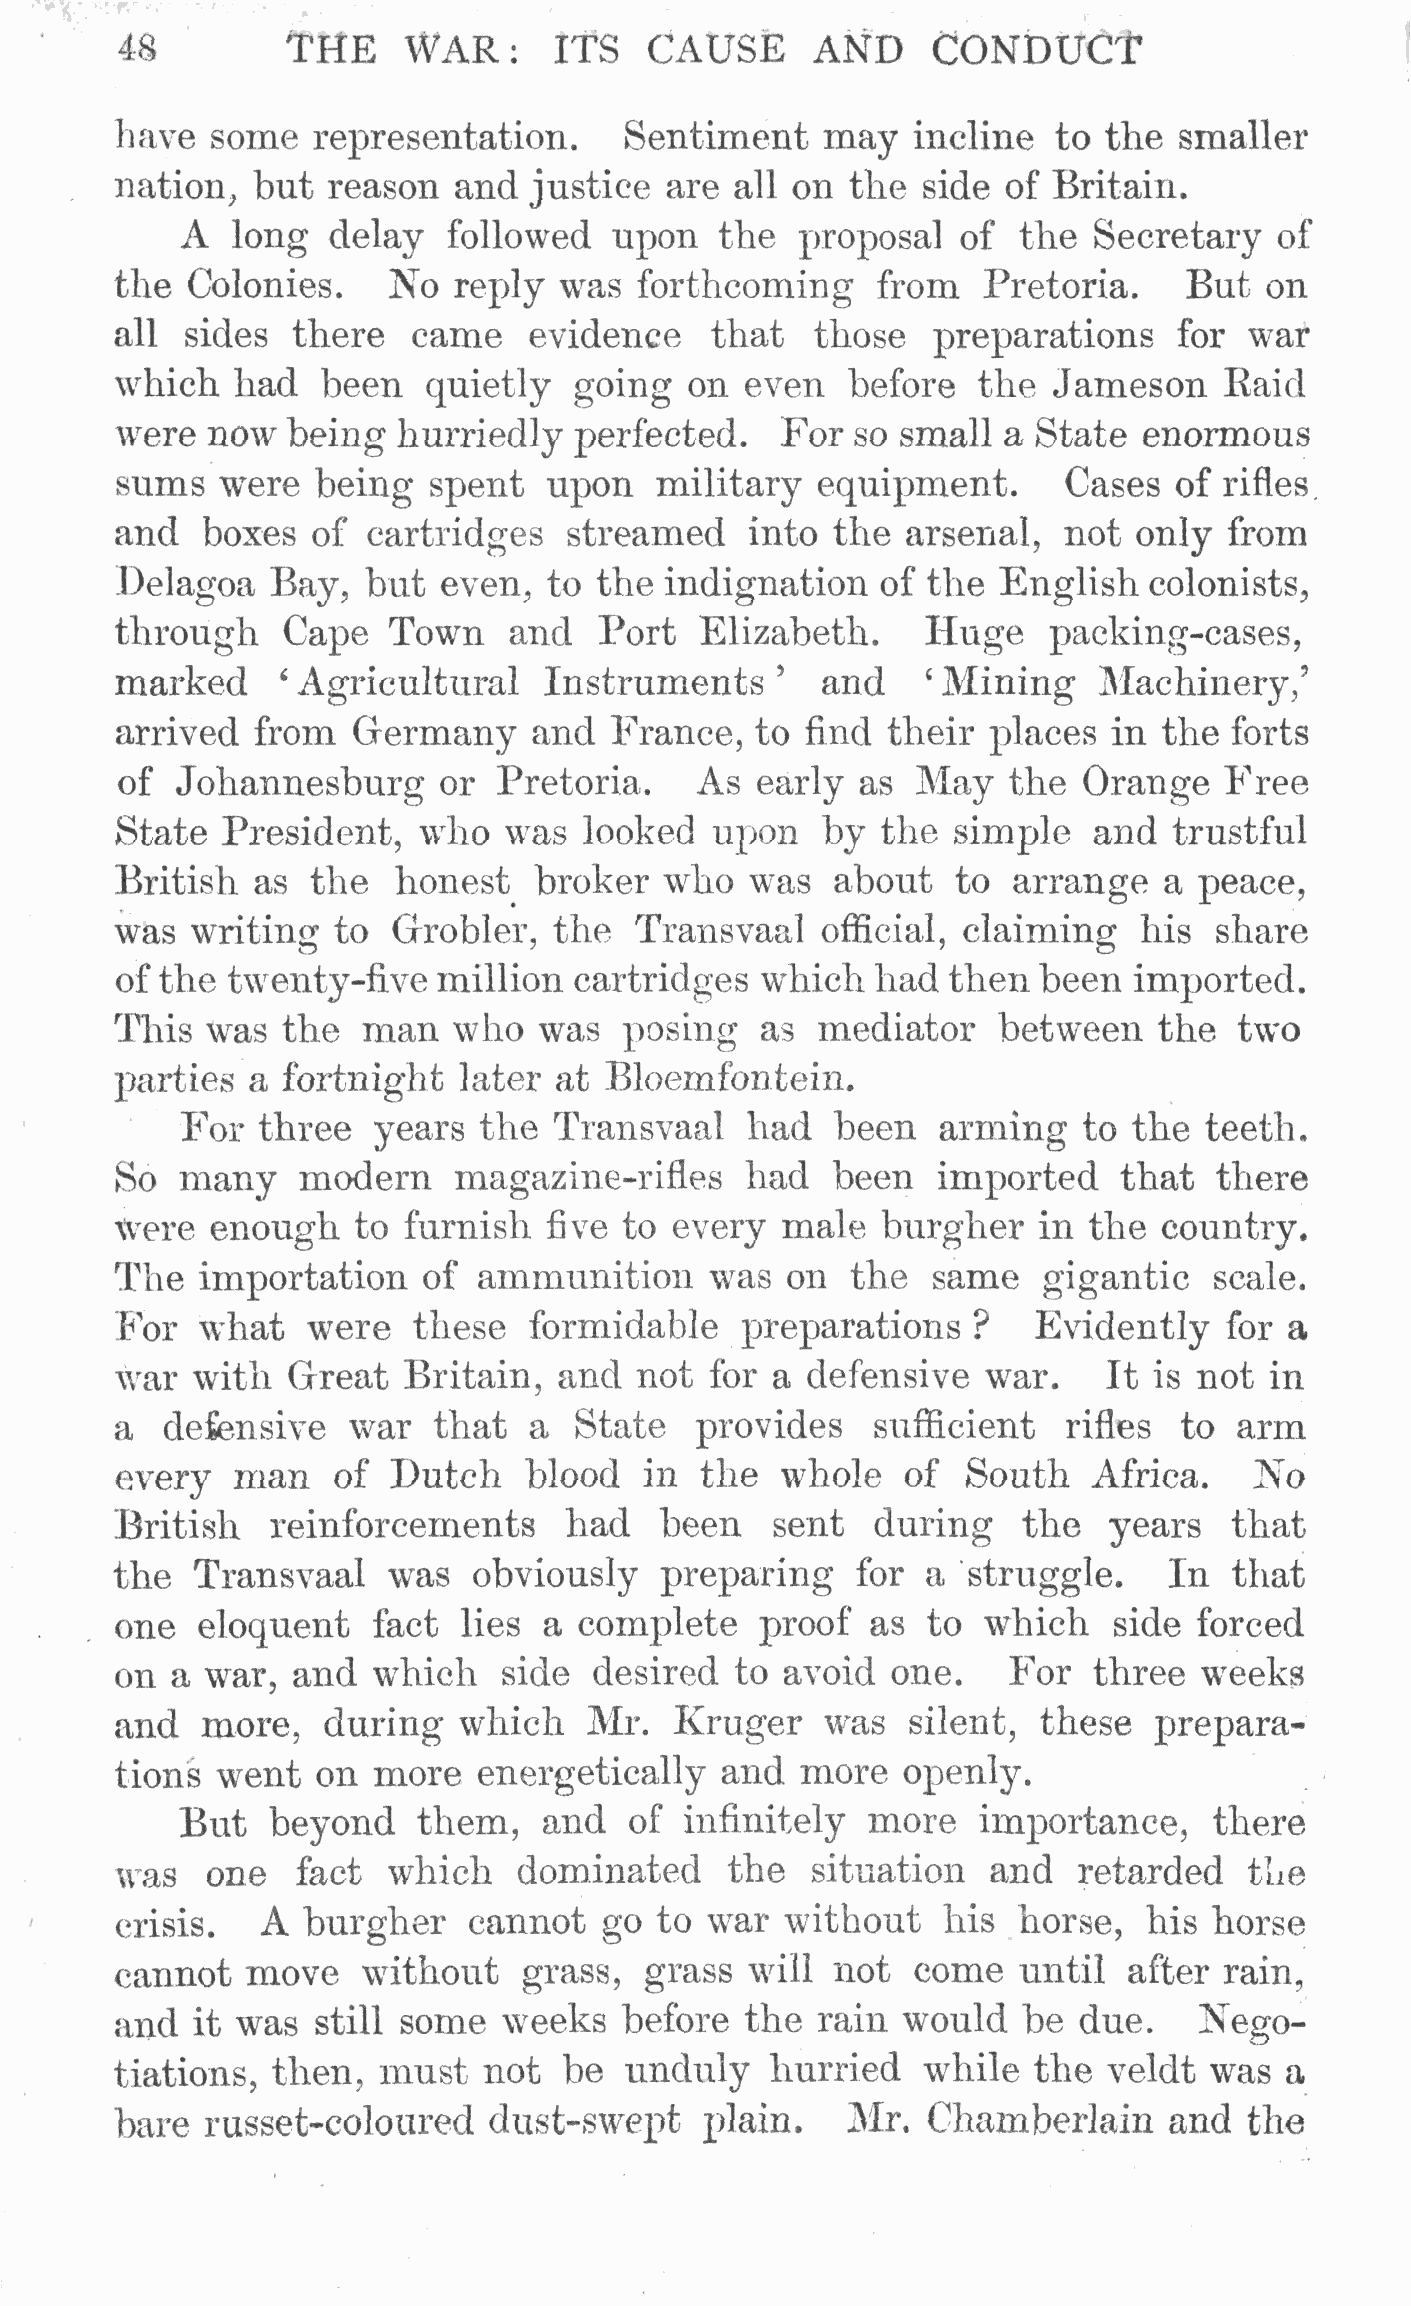 48 THE WAR: ITS CAUSE AND CONDUCT
have some representation. Sentiment may incline to the smaller
nation, but reason and justice are all on the side of Britain.
A long delay followed upon the proposal of the Secretary of
the Colonies. No reply was forthcoming from Pretoria. But on
all sides there came evidence that those preparations for war
which had been quietly going on even before the Jameson Raid
were now being hurriedly perfected. For so small a State enormous
sums were being spent upon military equipment. Cases of rifles
and boxes of cartridges streamed into the arsenal, not only from
Delagoa Bay, but even, to the indignation of the English colonists,
through Cape Town and Port Elizabeth. Huge packing-cases,
marked ‘Agricultural Instruments’ and ‘Mining Machinery,’
arrived from Germany and France, to find their places in the forts
of Johannesburg or Pretoria. As early as May the Orange Free
State President, who was looked upon by the simple and trustful
British as the honest broker who was about to arrange a peace,
was writing to Grobler, the Transvaal official, claiming his share
of the twenty-five million cartridges which had then been imported.
This was the man who was posing as mediator between the two
parties a fortnight later at Bloemfontein.
For three years the Transvaal had been arming to the teeth.
So many modern magazine-rifles had been imported that there
were enough to furnish five to every male burgher in the country.
The importation of ammunition was on the same gigantic scale.
For what were these formidable preparations? Evidently for a
war with Great Britain, and not for a defensive war. It is not in
a defensive war that a State provides sufficient rifles to arm
every man of Dutch blood in the whole of South Africa. No
British reinforcements had been sent during the years that
the Transvaal was obviously preparing for a struggle. In that
one eloquent fact lies a complete proof as to which side forced
on a war, and which side desired to avoid one. For three weeks
and more, during which Mr. Kruger was silent, these prepara-
tions went on more energetically and more openly.
But beyond them, and of infinitely more importance, there
was one fact which dominated the situation and retarded the
crisis. A burgher cannot go to war without his horse, his horse
cannot move without grass, grass will not come until after rain,
and it was still some weeks before the rain would be due. Nego-
tiations, then, must not be unduly hurried while the veldt was a
bare russet-coloured dust-swept plain. Mr. Chamberlain and the